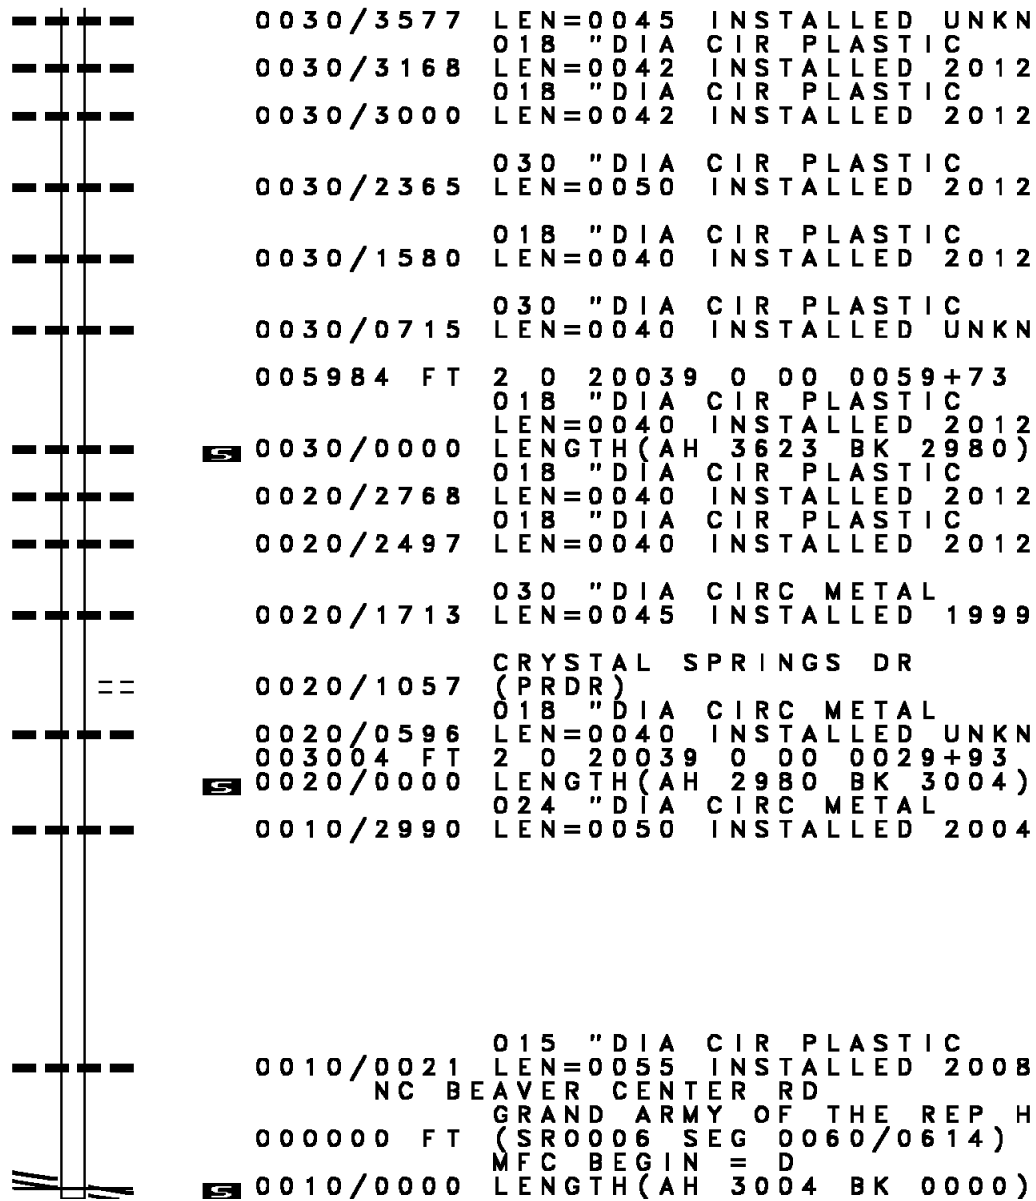 0030/3577 LEN=0045 INSTALLED UNKN
018 "DIA CIR PLASTIC
0030/3168 LEN=0042 INSTALLED 2012
018 "DIA CIR PLASTIC
0030/3000 LEN=0042 INSTALLED 2012
030 "DIA CIR PLASTIC
0030/2365 LEN=0050 INSTALLED 2012
018 "DIA CIR PLASTIC
0030/1580 LEN=0040 INSTALLED 2012
030 "DIA CIR PLASTIC
0030/0715 LEN=0040 INSTALLED UNKN
005984 FT 2 0 20039 0 00 0059+73
018 "DIA CIR PLASTIC
LEN=0040 INSTALLED 2012
S 0030/0000 LENGTH(AH 3623 BK 2980)
018 "DIA CIR PLASTIC
0020/2768 LEN=0040 INSTALLED 2012
018 "DIA CIR PLASTIC
0020/2497 LEN=0040 INSTALLED 2012
030 "DIA CIRC METAL
0020/1713 LEN=0045 INSTALLED 1999
CRYSTAL SPRINGS DR
0020/1057 (PRDR)
018 "DIA CIRC METAL
0020/0596 LEN=0040 INSTALLED UNKN
003004 FT 2 0 20039 0 00 0029+93
S 0020/0000 LENGTH(AH 2980 BK 3004)
024 "DIA CIRC METAL
0010/2990 LEN=0050 INSTALLED 2004
015 "DIA CIR PLASTIC
0010/0021 LEN=0055 INSTALLED 2008
NC BEAVER CENTER RD
GRAND ARMY OF THE REP H
000000 FT (SR0006 SEG 0060/0614)
MFC BEGIN = D
S 0010/0000 LENGTH(AH 3004 BK 0000)